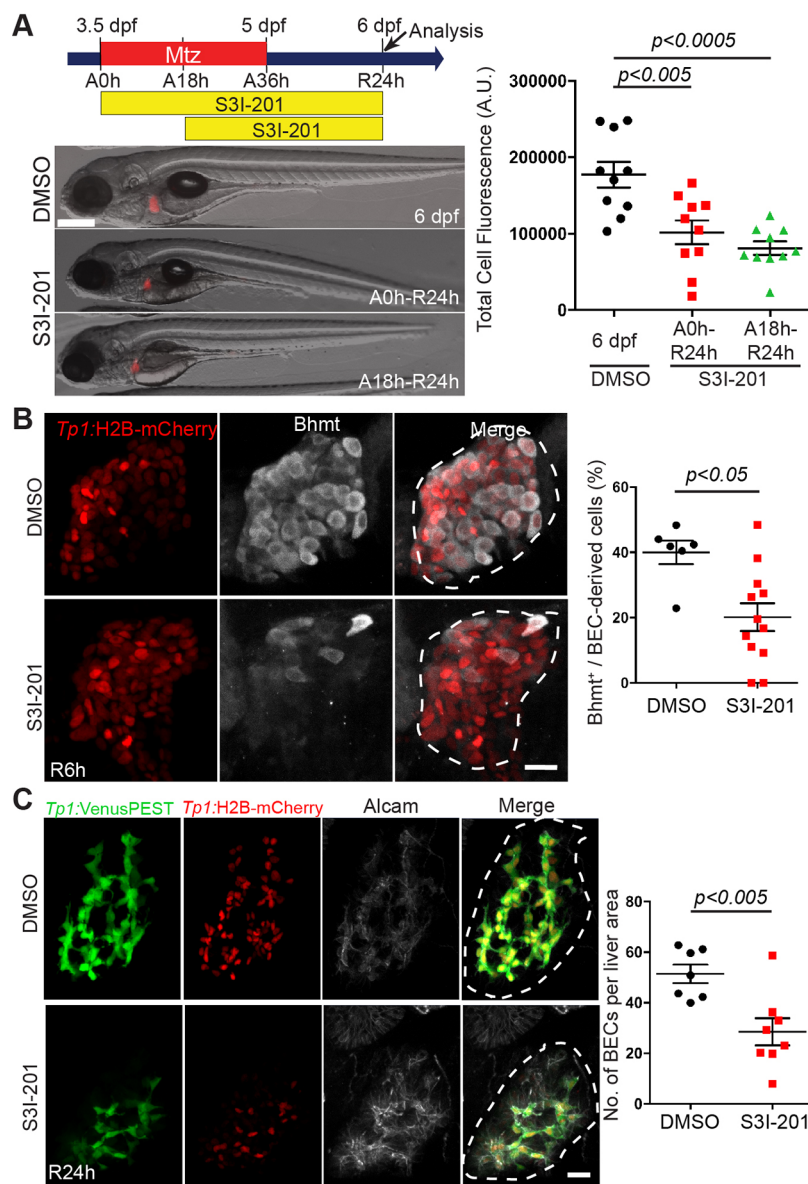 A
3.5 dpf 5 dpf 6 dpf
Analysis
Mtz
A0h A18h A36h R24h
S3I-201
S3I-201
DMSO
6 dpf
S3I-201
A0h-R24h
A18h-R24h
p<0.0005
p<0.005
Total Cell Fluorescence (A.U.)
300000
200000
100000
0
6 dpf A0h-R24h A18h-R24h
DMSO S3I-201
B
Tp1:H2B-mCherry Bhmt Merge
DMSO
S3I-201
R6h
p<0.05
Bhmt⁺ / BEC-derived cells (%)
60
40
20
0
DMSO S3I-201
C
Tp1:VenusPEST Tp1:H2B-mCherry Alcam Merge
DMSO
S3I-201
R24h
p<0.005
No. of BECs per liver area
80
60
40
20
0
DMSO S3I-201